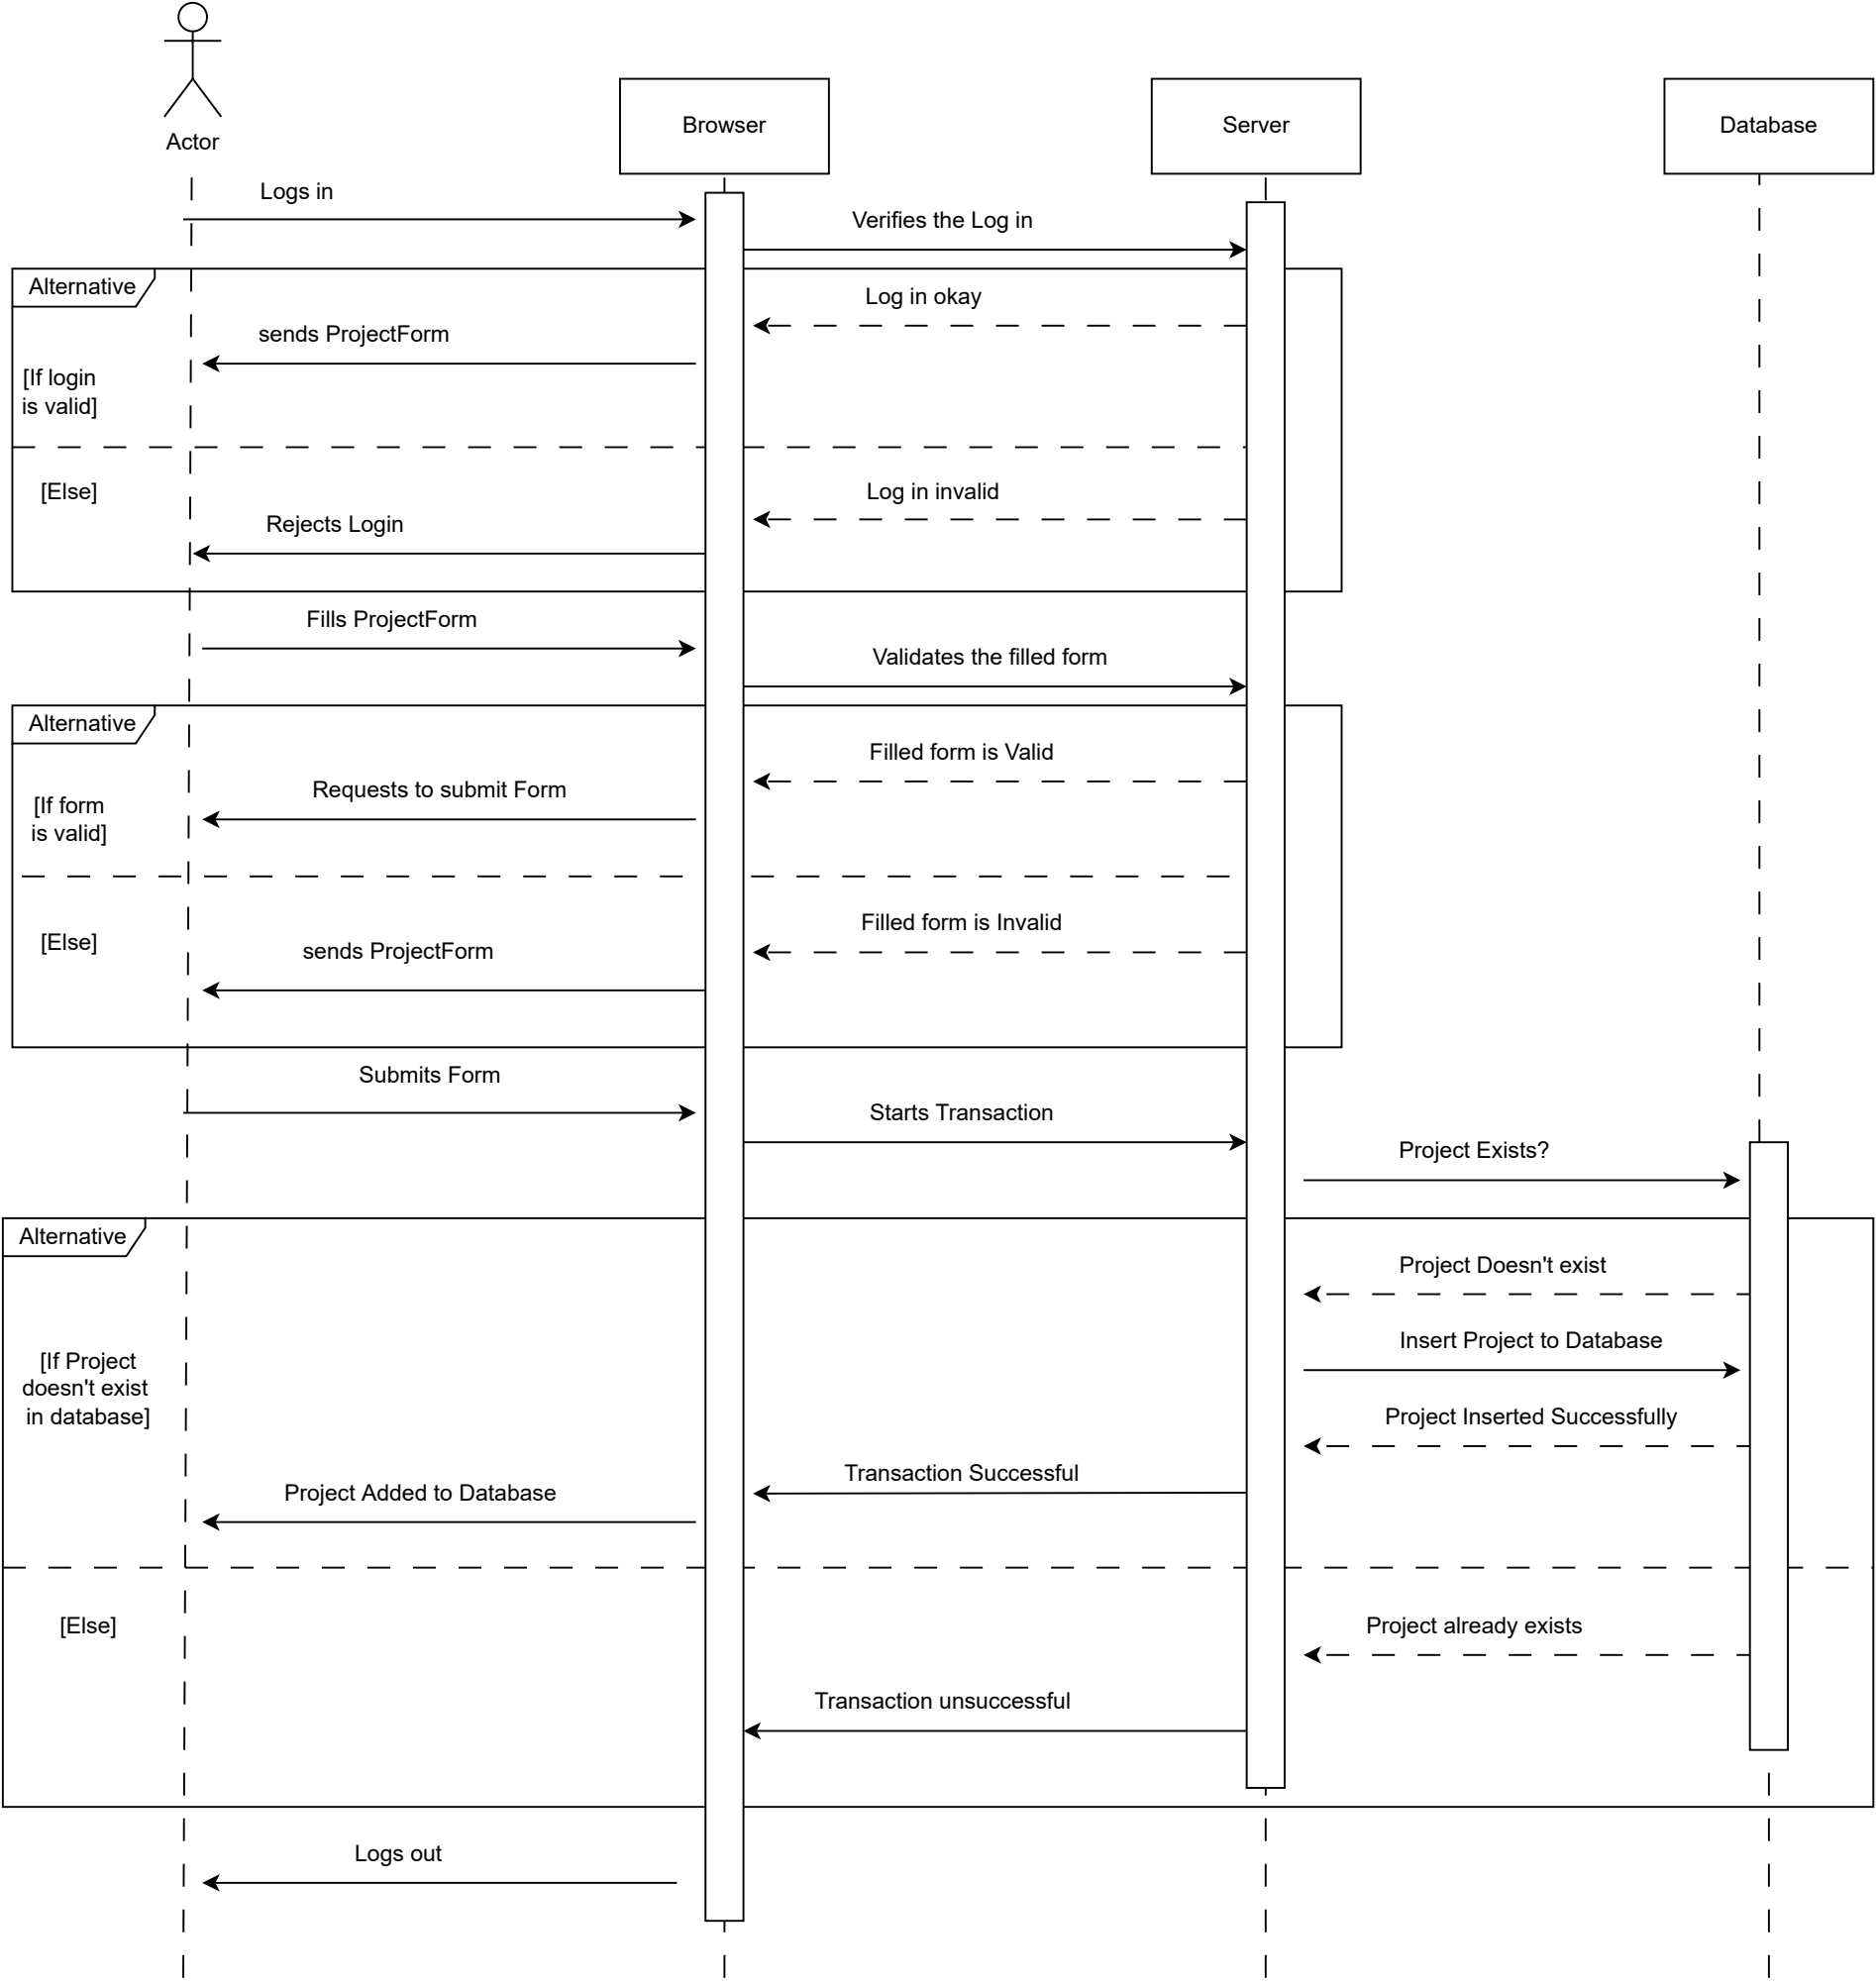 Actor
Browser
Server
Database
Logs in
Verifies the Log in
Alternative
Log in okay
sends ProjectForm
[If login
is valid]
[Else]
Log in invalid
Rejects Login
Fills ProjectForm
Validates the filled form
Alternative
Filled form is Valid
Requests to submit Form
[If form
is valid]
Filled form is Invalid
[Else]
sends ProjectForm
Submits Form
Starts Transaction
Project Exists?
Alternative
Project Doesn't exist
Insert Project to Database
[If Project
doesn't exist
in database]
Project Inserted Successfully
Transaction Successful
Project Added to Database
[Else]
Project already exists
Transaction unsuccessful
Logs out